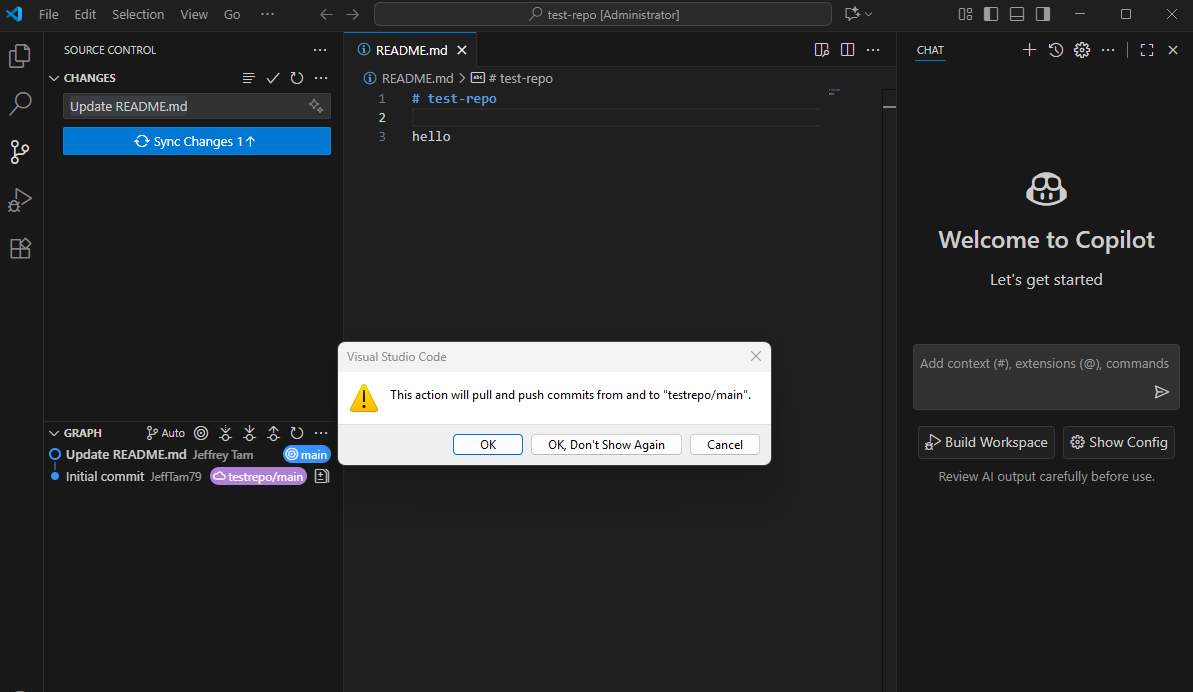 File Edit Selection View Go ··· test-repo [Administrator]
SOURCE CONTROL
CHANGES
Update README.md
Sync Changes 1↑
GRAPH Auto
Update README.md Jeffrey Tam main
Initial commit JeffTam79 testrepo/main
README.md
README.md > # test-repo
1 # test-repo
2
3 hello
Visual Studio Code
This action will pull and push commits from and to "testrepo/main".
OK OK, Don't Show Again Cancel
CHAT
Welcome to Copilot
Let's get started
Add context (#), extensions (@), commands
Build Workspace Show Config
Review AI output carefully before use.